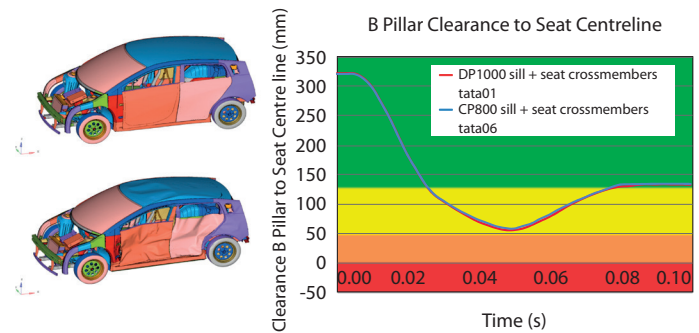 B Pillar Clearance to Seat Centreline
Clearance B Pillar to Seat Centre line (mm)
350
300
250
200
150
100
50
0
-50
DP1000 sill + seat crossmembers
tata01
CP800 sill + seat crossmembers
tata06
0.00 0.02 0.04 0.06 0.08 0.10
Time (s)